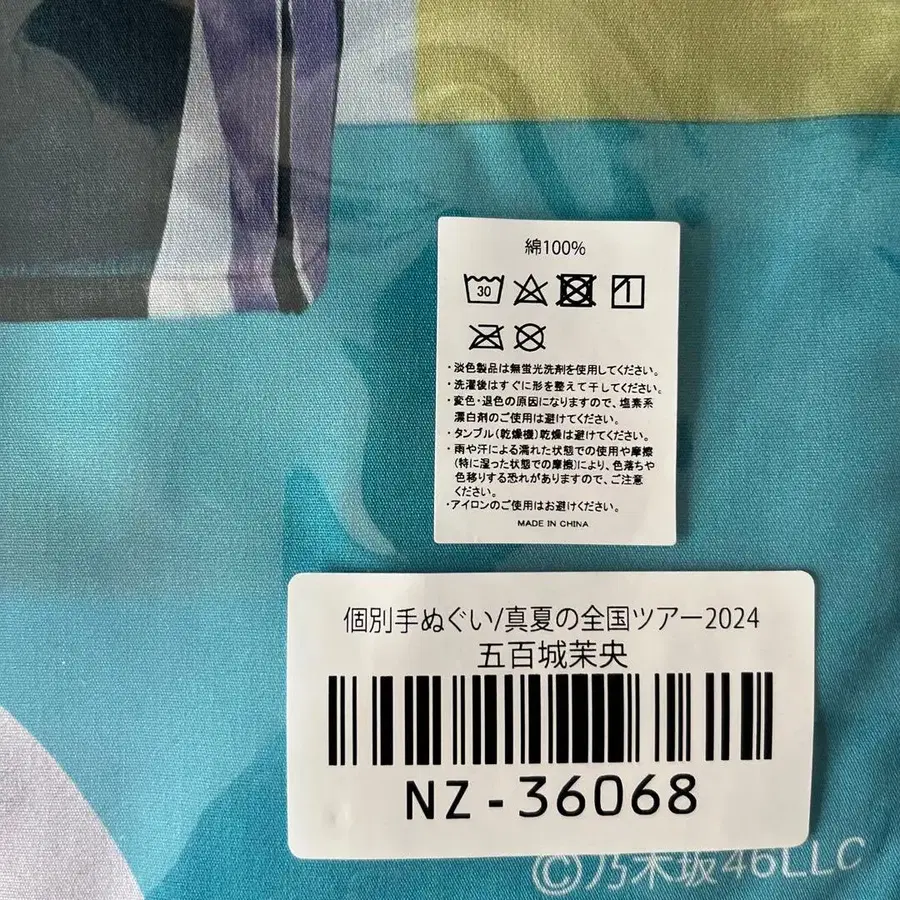 綿100%
30
・淡色製品は無蛍光洗剤を使用してください。
・洗濯後はすぐに形を整えて干してください。
・変色・退色の原因になりますので、塩素系
漂白剤のご使用は避けてください。
・タンブル(乾燥機)乾燥は避けてください。
・雨や汗による濡れた状態での使用や摩擦
(特に湿った状態での摩擦)により、色落ちや
色移りする恐れがありますので、ご注意
ください。
・アイロンのご使用はお避けください。
MADE IN CHINA
個別手ぬぐい/真夏の全国ツアー2024
五百城茉央
NZ-36068
©乃木坂46LLC